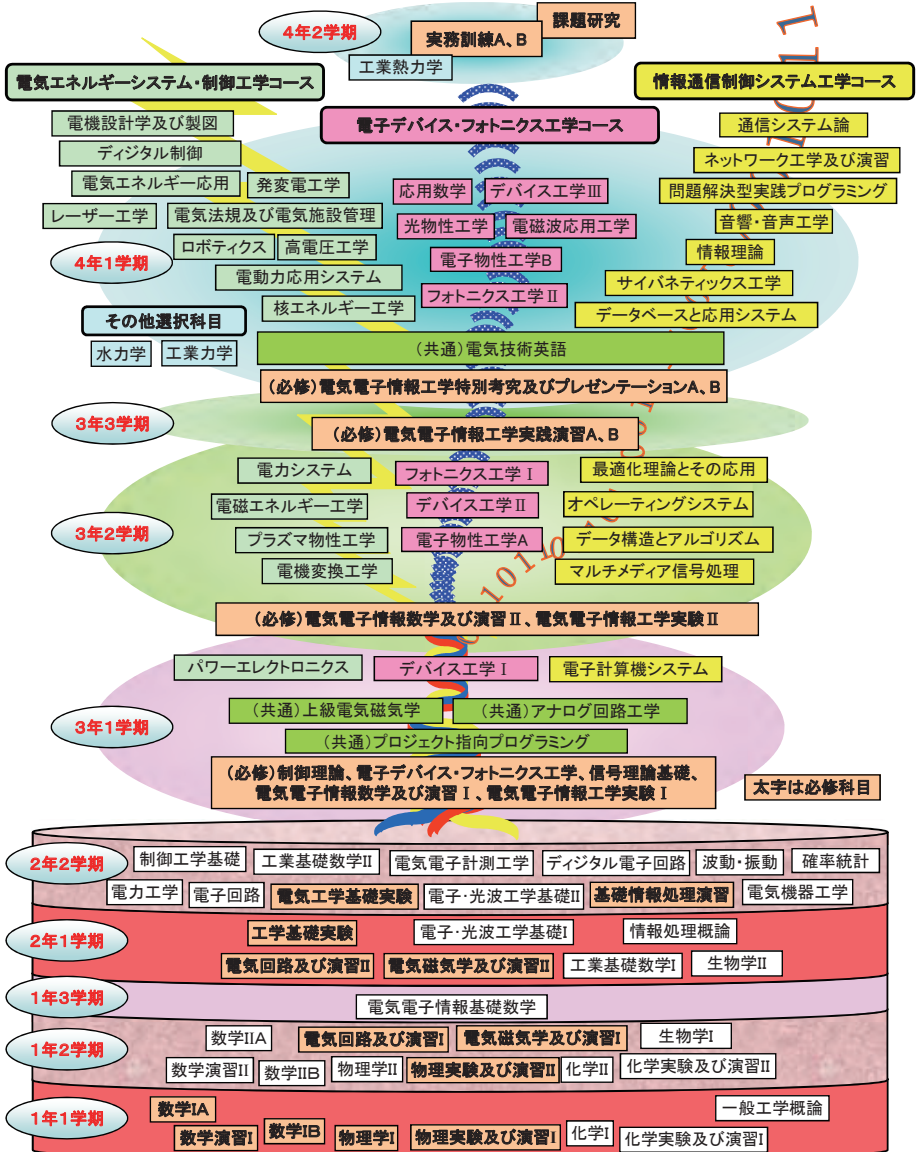 4年2学期
実務訓練A、B
課題研究
工業熱力学
電気エネルギーシステム・制御工学コース
電子デバイス・フォトニクス工学コース
情報通信制御システム工学コース
電機設計学及び製図
ディジタル制御
電気エネルギー応用
発変電工学
レーザー工学
電気法規及び電気施設管理
ロボティクス
高電圧工学
4年1学期
電動力応用システム
核エネルギー工学
応用数学
デバイス工学Ⅲ
光物性工学
電磁波応用工学
電子物性工学B
フォトニクス工学Ⅱ
通信システム論
ネットワーク工学及び演習
問題解決型実践プログラミング
音響・音声工学
情報理論
サイバネティックス工学
データベースと応用システム
その他選択科目
水力学
工業力学
(共通)電気技術英語
(必修)電気電子情報工学特別考究及びプレゼンテーションA、B
3年3学期
(必修)電気電子情報工学実践演習A、B
電力システム
フォトニクス工学Ⅰ
最適化理論とその応用
電磁エネルギー工学
デバイス工学Ⅱ
オペレーティングシステム
3年2学期
プラズマ物性工学
電子物性工学A
データ構造とアルゴリズム
電機変換工学
マルチメディア信号処理
(必修)電気電子情報数学及び演習Ⅱ、電気電子情報工学実験Ⅱ
パワーエレクトロニクス
デバイス工学Ⅰ
電子計算機システム
3年1学期
(共通)上級電気磁気学
(共通)アナログ回路工学
(共通)プロジェクト指向プログラミング
(必修)制御理論、電子デバイス・フォトニクス工学、信号理論基礎、
電気電子情報数学及び演習Ⅰ、電気電子情報工学実験Ⅰ
太字は必修科目
2年2学期
制御工学基礎
工業基礎数学II
電気電子計測工学
ディジタル電子回路
波動・振動
確率統計
電力工学
電子回路
電気工学基礎実験
電子・光波工学基礎II
基礎情報処理演習
電気機器工学
2年1学期
工学基礎実験
電子・光波工学基礎I
情報処理概論
電気回路及び演習II
電気磁気学及び演習II
工業基礎数学I
生物学II
1年3学期
電気電子情報基礎数学
1年2学期
数学IIA
電気回路及び演習I
電気磁気学及び演習I
生物学I
数学演習II
数学IIB
物理学II
物理実験及び演習II
化学II
化学実験及び演習II
1年1学期
数学IA
一般工学概論
数学演習I
数学IB
物理学I
物理実験及び演習I
化学I
化学実験及び演習I